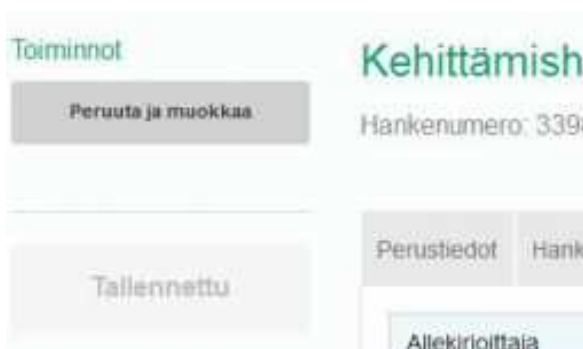 Toiminnot
Peruuta ja muokkaa
Tallennettu
Kehittämish
Hankenumero: 339
Perustiedot Hank
Allekirjoittaja